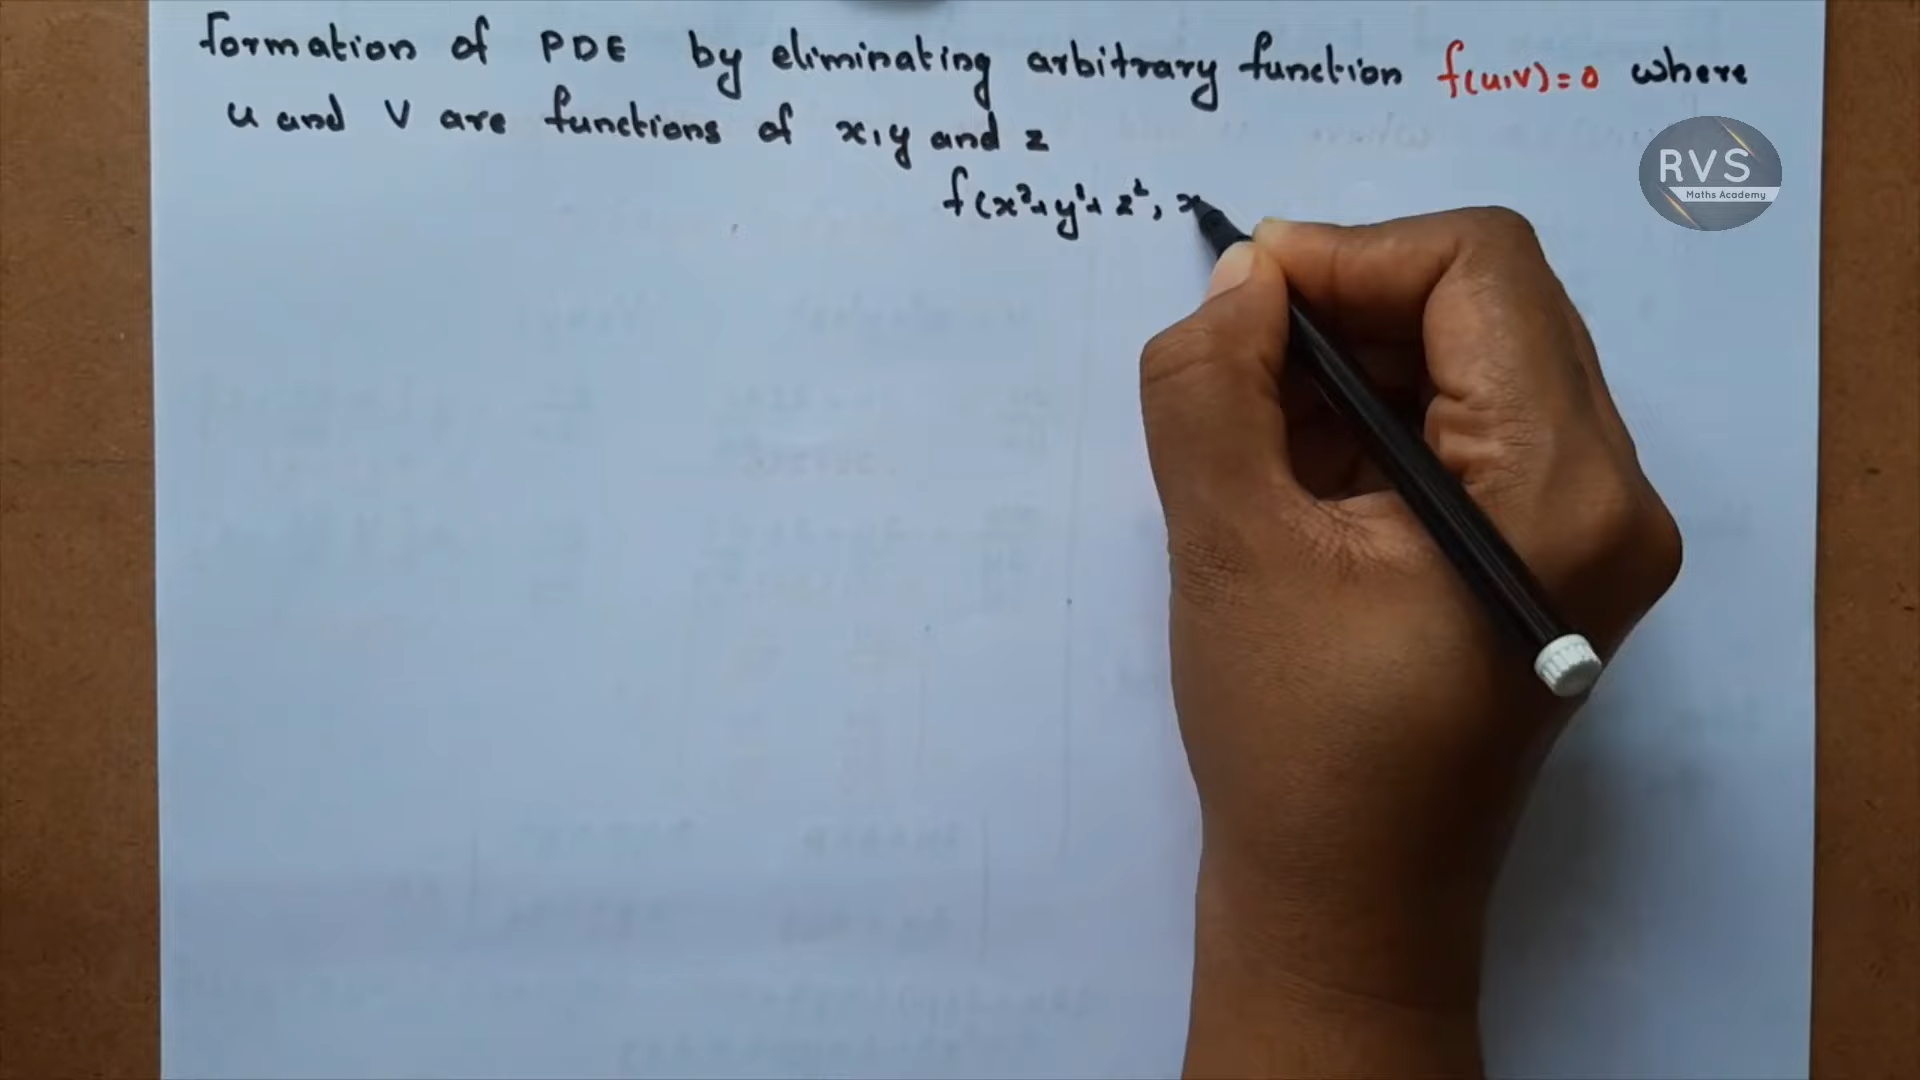 formation of PDE by eliminating arbitrary function f(u,v)=0 where
u and v are functions of x,y and z
f(x²+y²+z², x
RVS
Maths Academy